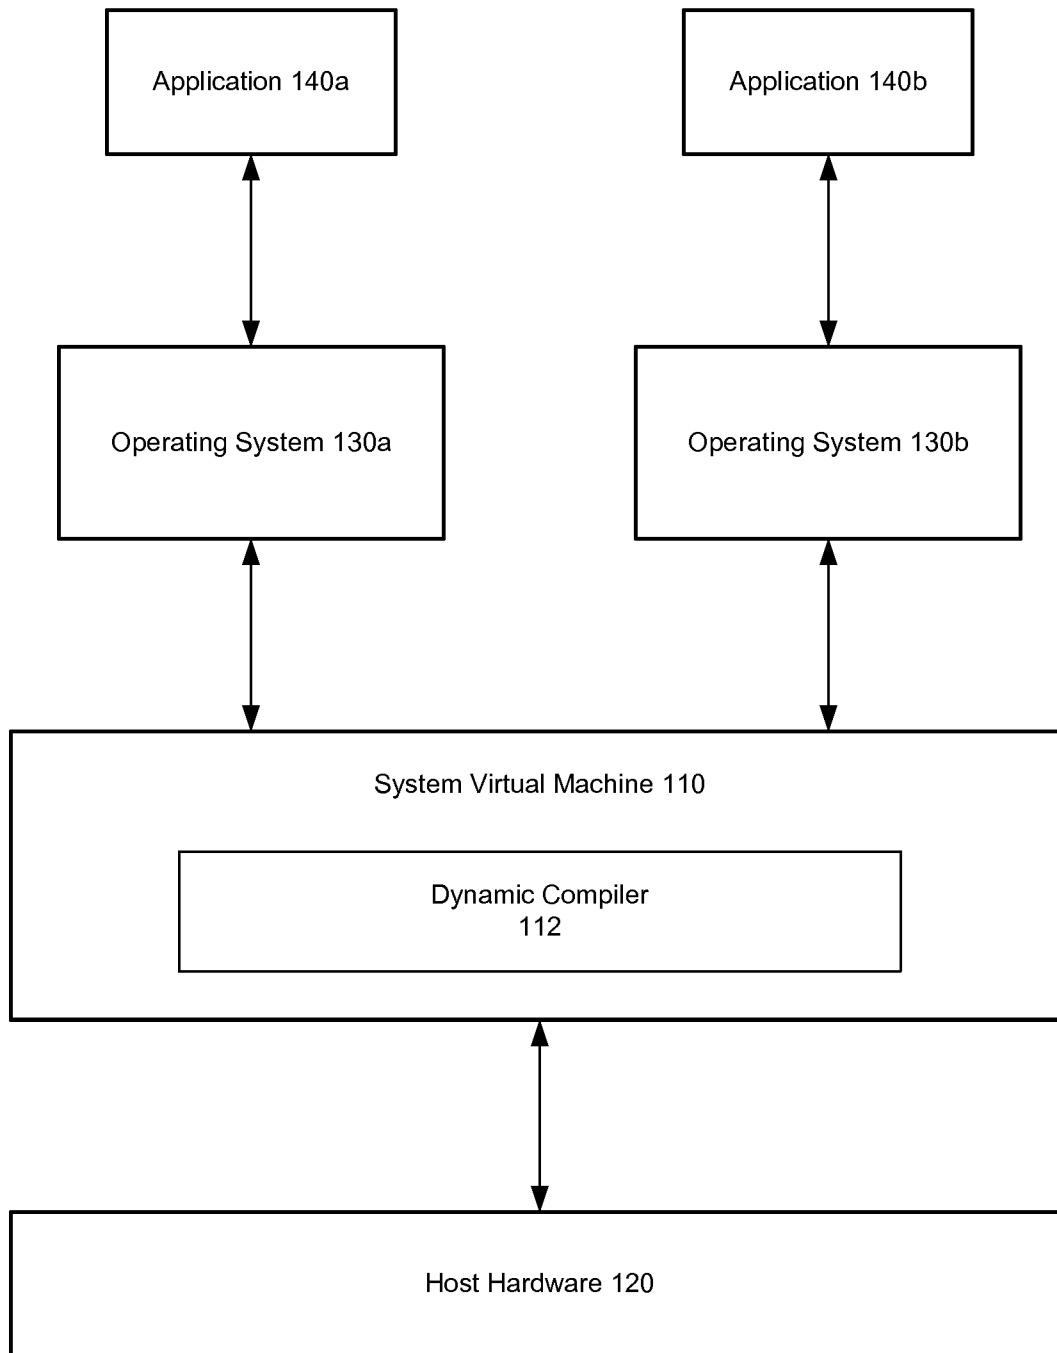 Application 140a
Application 140b
Operating System 130a
Operating System 130b
System Virtual Machine 110
Dynamic Compiler
112
Host Hardware 120